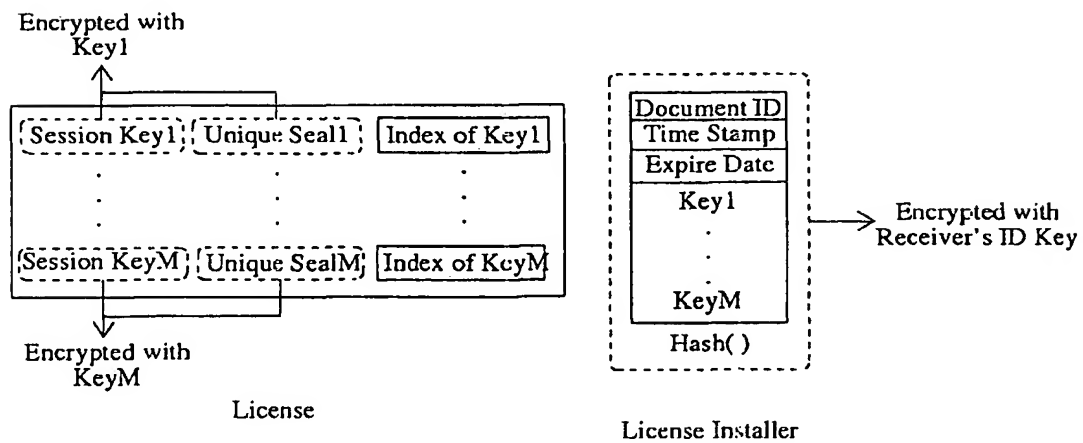 Encrypted with
Key1
Session Key1 Unique Seal1 Index of Key1
Session KeyM Unique SealM Index of KeyM
Encrypted with
KeyM
License
Document ID
Time Stamp
Expire Date
Key1
KeyM
Hash( )
Encrypted with
Receiver's ID Key
License Installer